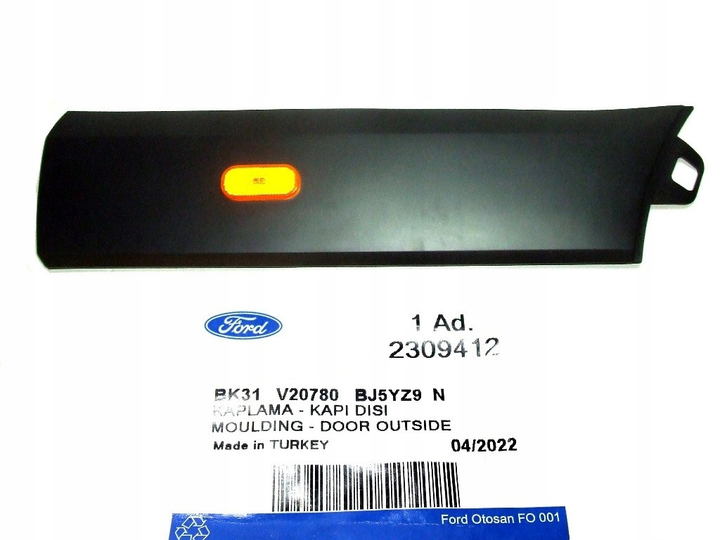 Ford
1 Ad.
2309412
BK31 V20780 BJ5YZ9 N
KAPLAMA - KAPI DISI
MOULDING - DOOR OUTSIDE
Made in TURKEY 04/2022
Ford Otosan FO 001